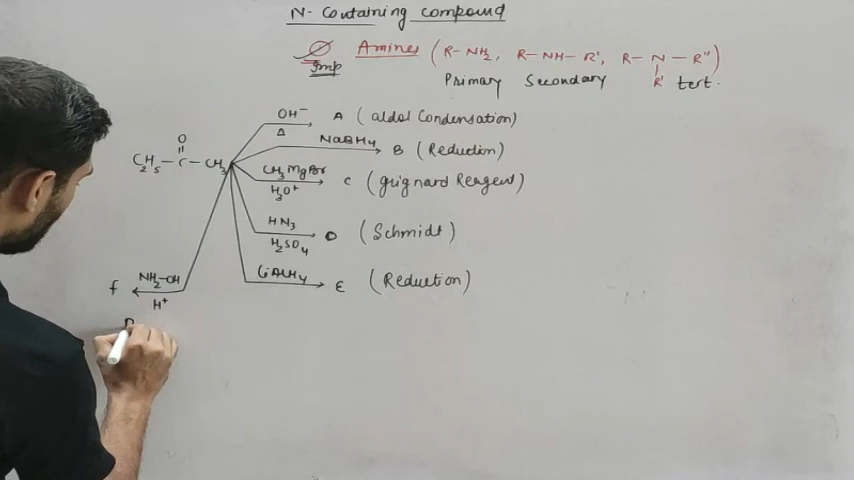 N- Containing compound
Imp Amines (R-NH2, R-NH-R', R-N-R")
R'
Primary Secondary tert.
OH- A (aldol Condensation)
Δ
NaBH4 B (Reduction)
O
C2H5-C-CH3
CH3MgBr C (grignard Reagent)
H3O+
HN3 D (Schmidt)
H2SO4
LiAlH4 E (Reduction)
f NH2-OH
H+